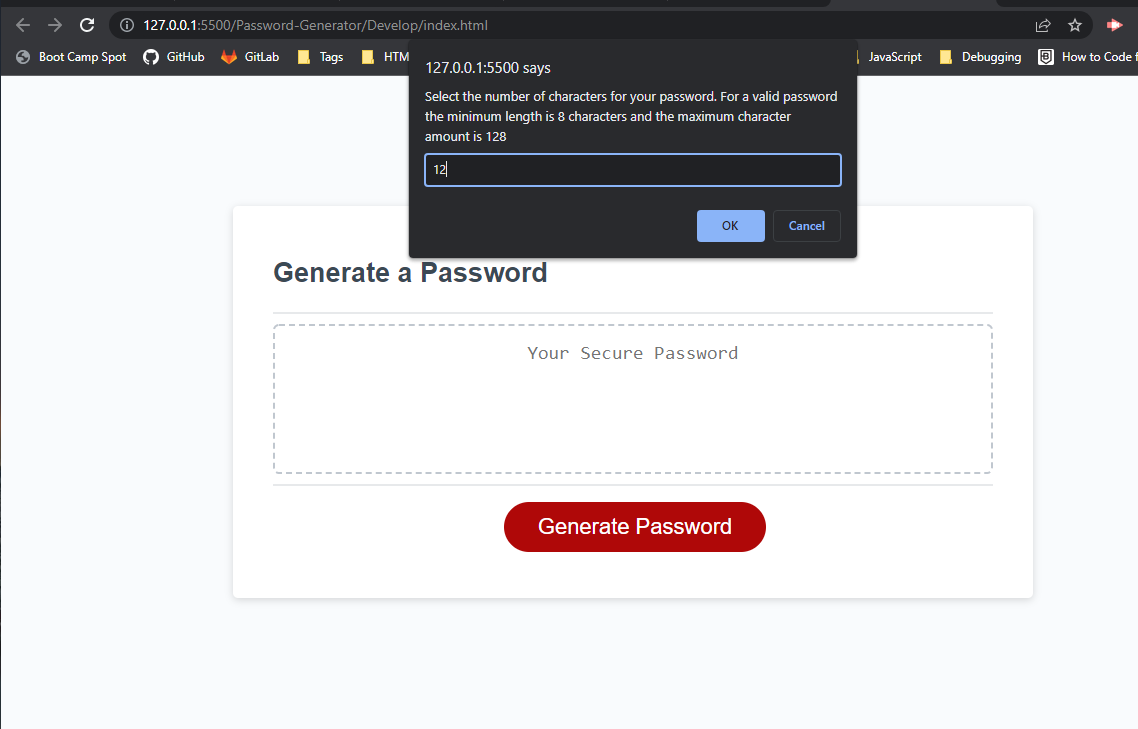 127.0.0.1:5500/Password-Generator/Develop/index.html
Boot Camp Spot GitHub GitLab Tags HTM JavaScript Debugging How to Code f
127.0.0.1:5500 says
Select the number of characters for your password. For a valid password
the minimum length is 8 characters and the maximum character
amount is 128
12
OK Cancel
Generate a Password
Your Secure Password
Generate Password